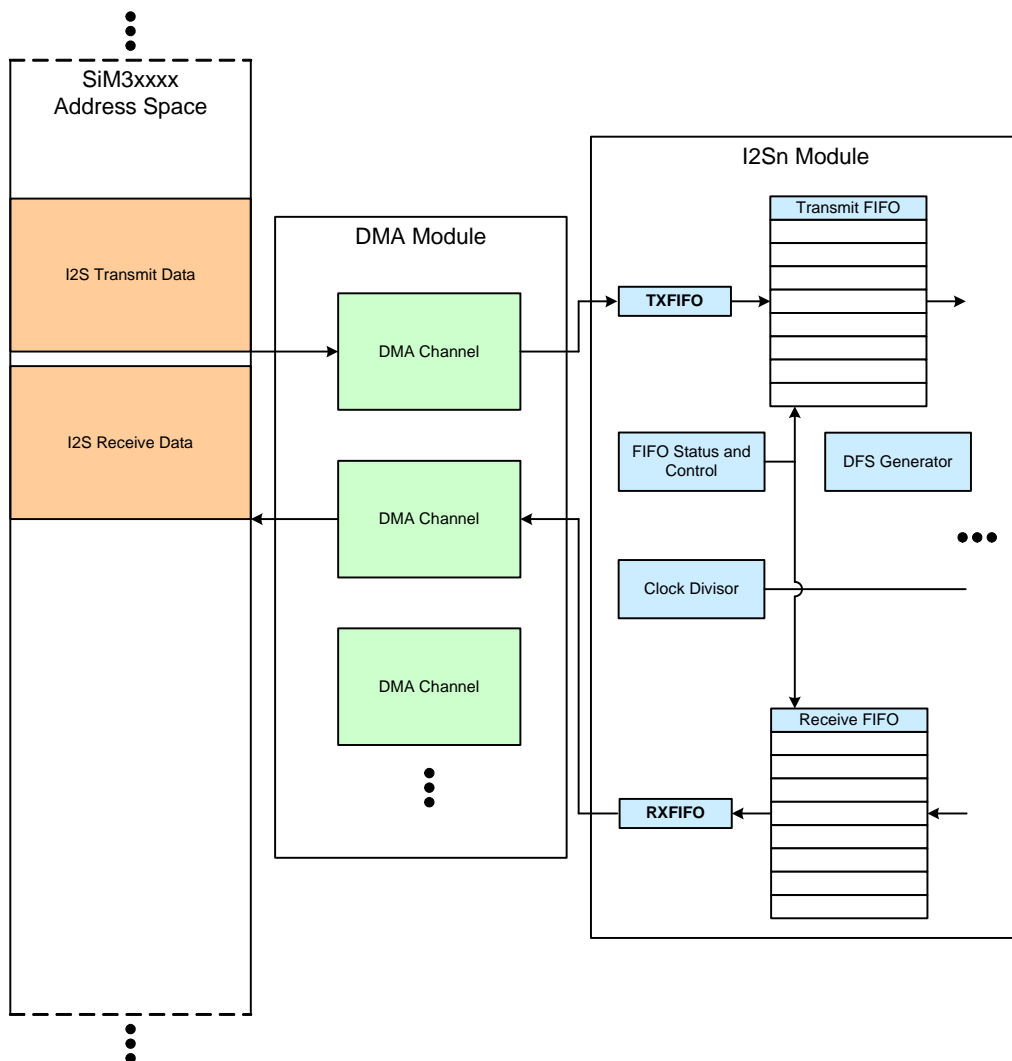 SiM3xxxx
Address Space
I2S Transmit Data
I2S Receive Data
DMA Module
DMA Channel
DMA Channel
DMA Channel
I2Sn Module
Transmit FIFO
TXFIFO
FIFO Status and
Control
DFS Generator
Clock Divisor
Receive FIFO
RXFIFO